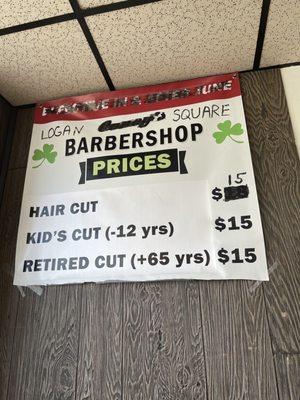 LOGAN SQUARE
BARBERSHOP
PRICES
15
HAIR CUT $
KID'S CUT (-12 yrs) $15
RETIRED CUT (+65 yrs) $15